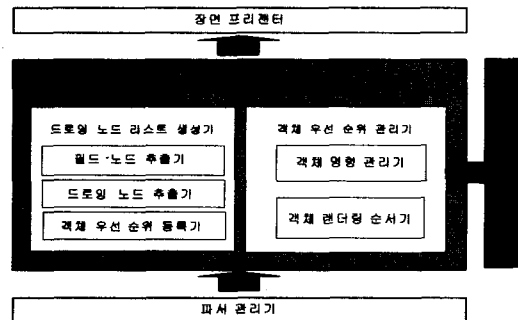 장면 프리젠터
드로잉 노드 리스트 생성기
객체 우선 순위 관리기
필드 노드 추출기
객체 명령 관리기
드로잉 노드 추출기
객체 우선 순위 등록기
객체 랜더링 순서기
파서 관리기